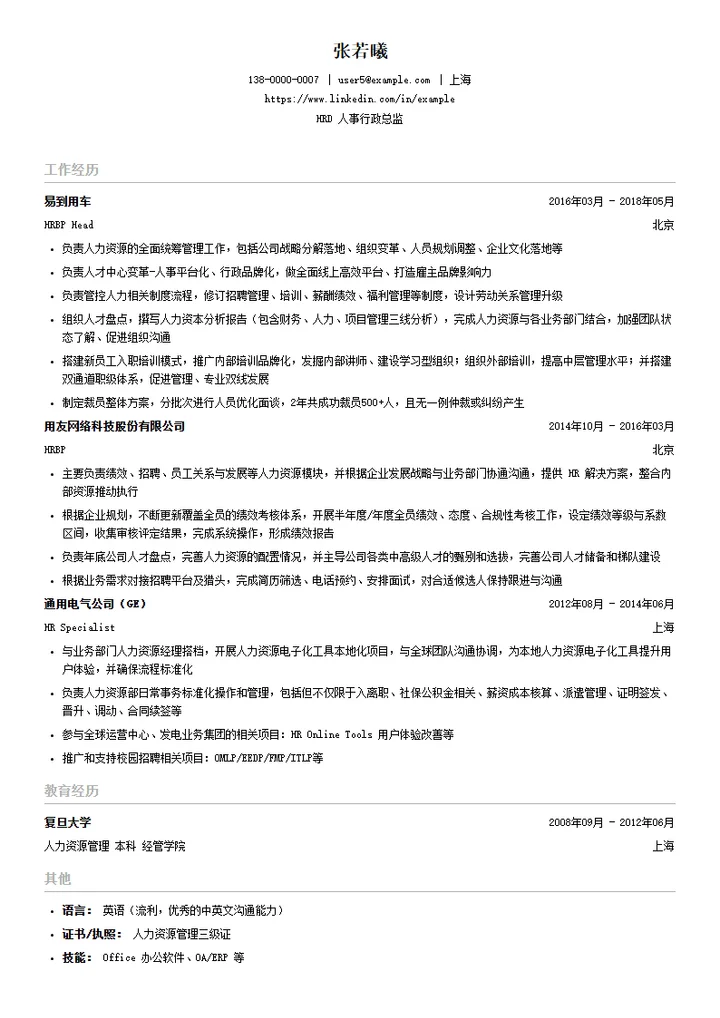 张若曦
138-0000-0007 | user5@example.com | 上海
https://www.linkedin.com/in/example
HRD 人事行政总监
工作经历
易到用车 2016年03月 - 2018年05月
HRBP Head 北京
• 负责人力资源的全面统筹管理工作，包括公司战略分解落地、组织变革、人员规划调整、企业文化落地等
• 负责人才中心变革-人事平台化、行政品牌化，做全面线上高效平台、打造雇主品牌影响力
• 负责管控人力相关制度流程，修订招聘管理、培训、薪酬绩效、福利管理等制度，设计劳动关系管理升级
• 组织人才盘点，撰写人力资本分析报告（包含财务、人力、项目管理三线分析），完成人力资源与各业务部门结合，加强团队状
态了解、促进组织沟通
• 搭建新员工入职培训模式，推广内部培训品牌化，发掘内部讲师、建设学习型组织；组织外部培训，提高中层管理水平；并搭建
双通道职级体系，促进管理、专业双线发展
• 制定裁员整体方案，分批次进行人员优化面谈，2年共成功裁员500+人，且无一例仲裁或纠纷产生
用友网络科技股份有限公司 2014年10月 - 2016年03月
HRBP 北京
• 主要负责绩效、招聘、员工关系与发展等人力资源模块，并根据企业发展战略与业务部门协通沟通，提供 HR 解决方案，整合内
部资源推动执行
• 根据企业规划，不断更新覆盖全员的绩效考核体系，开展半年度/年度全员绩效、态度、合规性考核工作，设定绩效等级与系数
区间，收集审核评定结果，完成系统操作，形成绩效报告
• 负责年底公司人才盘点，完善人力资源的配置情况，并主导公司各类中高级人才的甄别和选拔，完善公司人才储备和梯队建设
• 根据业务需求对接招聘平台及猎头，完成简历筛选、电话预约、安排面试，对合适候选人保持跟进与沟通
通用电气公司（GE） 2012年08月 - 2014年06月
HR Specialist 上海
• 与业务部门人力资源经理搭档，开展人力资源电子化工具本地化项目，与全球团队沟通协调，为本地人力资源电子化工具提升用
户体验，并确保流程标准化
• 负责人力资源部日常事务标准化操作和管理，包括但不仅限于入离职、社保公积金相关、薪资成本核算、派遣管理、证明签发、
晋升、调动、合同续签等
• 参与全球运营中心、发电业务集团的相关项目：HR Online Tools 用户体验改善等
• 推广和支持校园招聘相关项目：OMLP/EEDP/FMP/ITLP等
教育经历
复旦大学 2008年09月 - 2012年06月
人力资源管理 本科 经管学院 上海
其他
• 语言： 英语（流利，优秀的中英文沟通能力）
• 证书/执照： 人力资源管理三级证
• 技能： Office 办公软件、OA/ERP 等